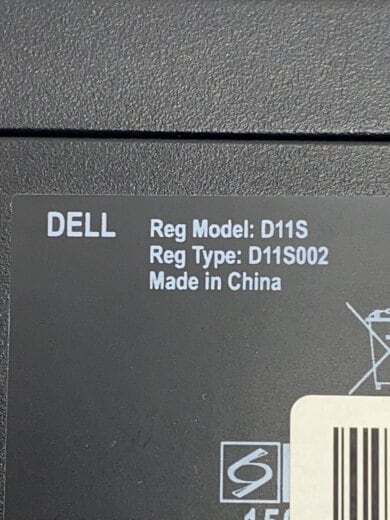 DELL
Reg Model: D11S
Reg Type: D11S002
Made in China